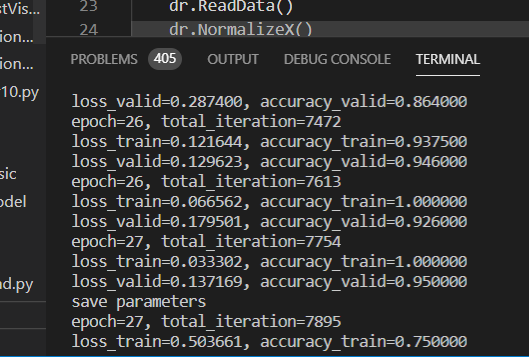 stVis...
23 dr.ReadData()
ion...
24 dr.NormalizeX()
ion...
r10.py
sic
odel
nd.py
PROBLEMS 405 OUTPUT DEBUG CONSOLE TERMINAL
loss_valid=0.287400, accuracy_valid=0.864000
epoch=26, total_iteration=7472
loss_train=0.121644, accuracy_train=0.937500
loss_valid=0.129623, accuracy_valid=0.946000
epoch=26, total_iteration=7613
loss_train=0.066562, accuracy_train=1.000000
loss_valid=0.179501, accuracy_valid=0.926000
epoch=27, total_iteration=7754
loss_train=0.033302, accuracy_train=1.000000
loss_valid=0.137169, accuracy_valid=0.950000
save parameters
epoch=27, total_iteration=7895
loss_train=0.503661, accuracy_train=0.750000